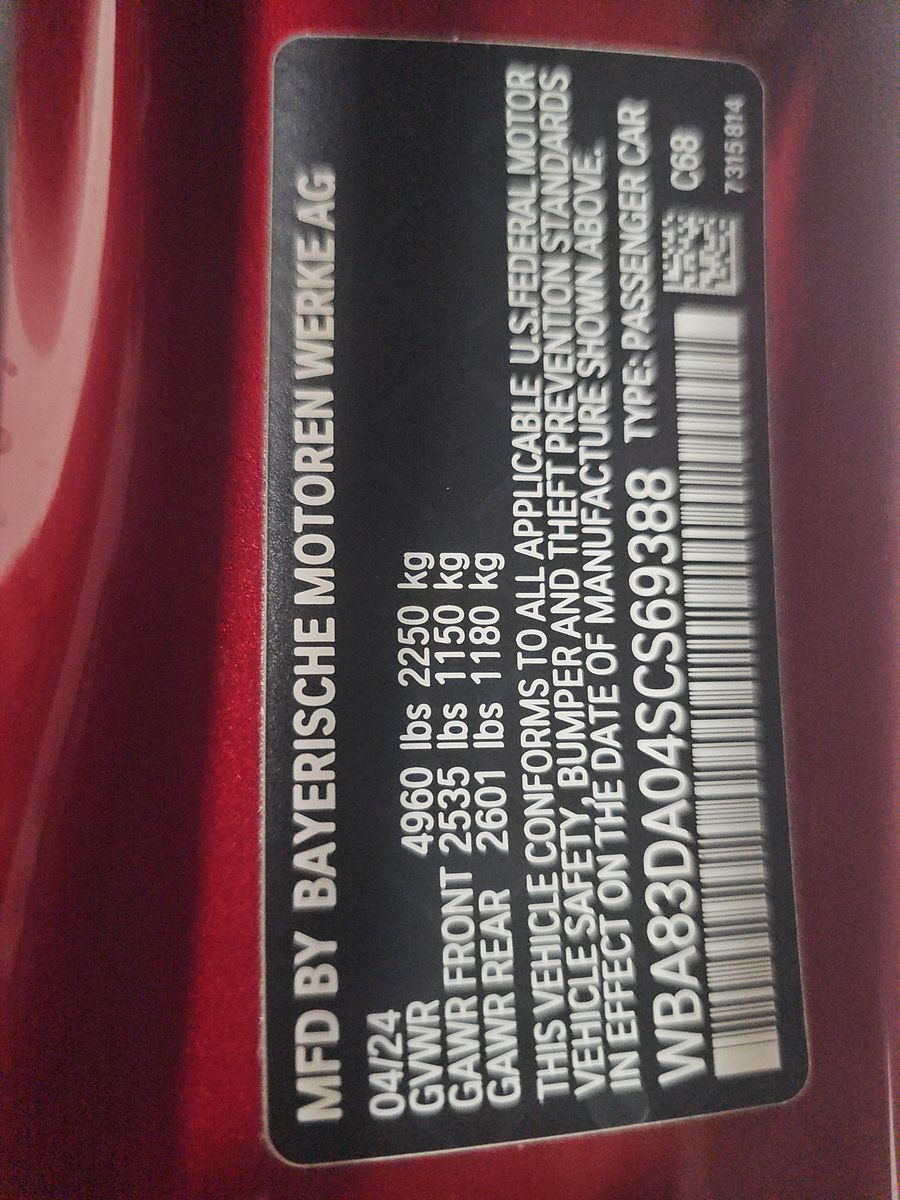 MFD BY BAYERISCHE MOTOREN WERKE AG
04/24
GVWR 4960 lbs 2250 kg
GAWR FRONT 2535 lbs 1150 kg
GAWR REAR 2601 lbs 1180 kg
THIS VEHICLE CONFORMS TO ALL APPLICABLE U.S.FEDERAL MOTOR
VEHICLE SAFETY, BUMPER AND THEFT PREVENTION STANDARDS
IN EFFECT ON THE DATE OF MANUFACTURE SHOWN ABOVE.
WBA83DA04SCS69388 TYPE: PASSENGER CAR
C68
7315814